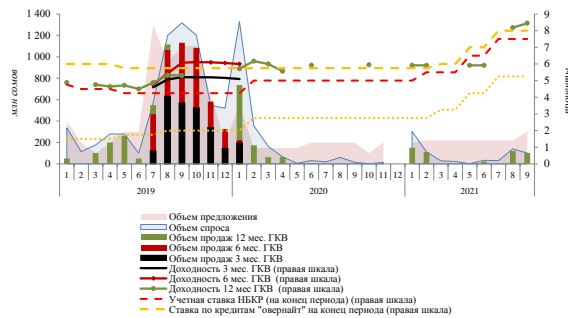 млн сомов
1 400
1 200
1 000
800
600
400
200
0
9
8
7
6
5
4
3
2
1
0
1 2 3 4 5 6 7 8 9 10 11 12 1 2 3 4 5 6 7 8 9 10 11 12 1 2 3 4 5 6 7 8 9
2019 2020 2021
Объем предложения
Объем спроса
Объем продаж 12 мес. ГКВ
Объем продаж 6 мес. ГКВ
Объем продаж 3 мес. ГКВ
Доходность 3 мес. ГКВ (правая шкала)
Доходность 6 мес. ГКВ (правая шкала)
Доходность 12 мес ГКВ (правая шкала)
Учетная ставка НБКР (на конец периода) (правая шкала)
Ставка по кредитам "овернайт" на конец периода (правая шкала)